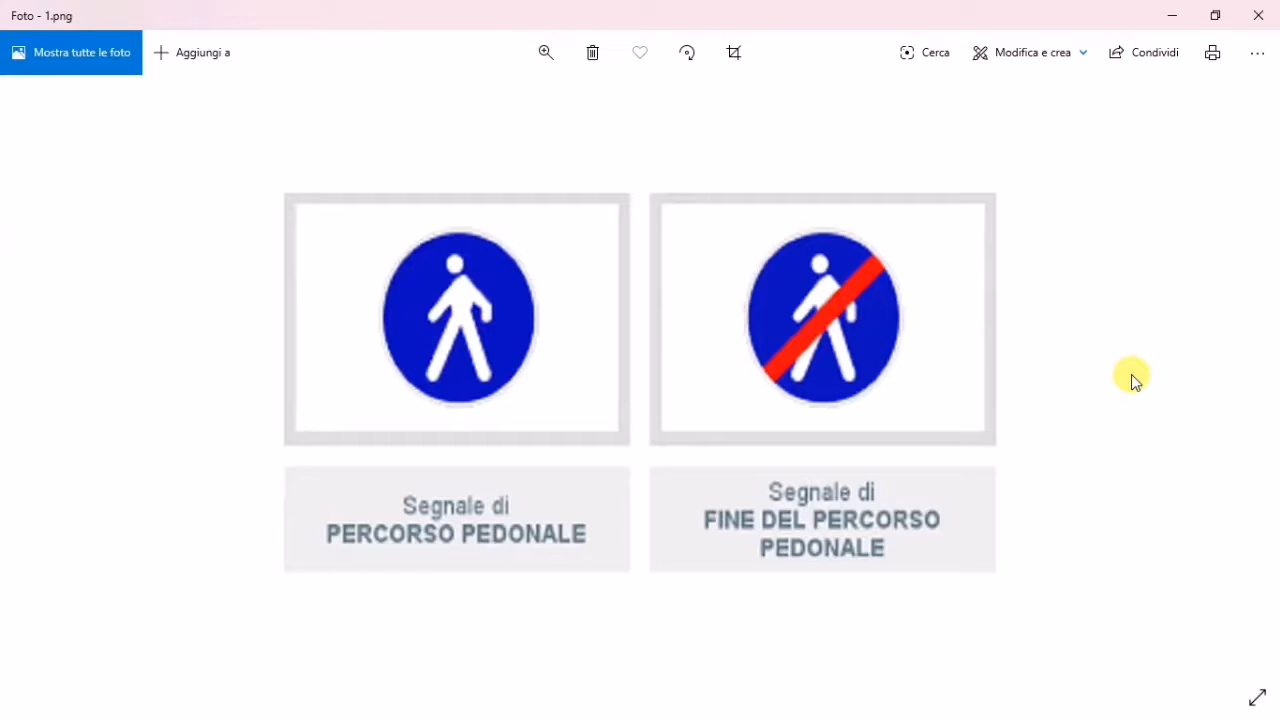 Foto - 1.png
Mostra tutte le foto
Aggiungi a
Cerca
Modifica e crea
Condividi
Segnale di
PERCORSO PEDONALE
Segnale di
FINE DEL PERCORSO
PEDONALE